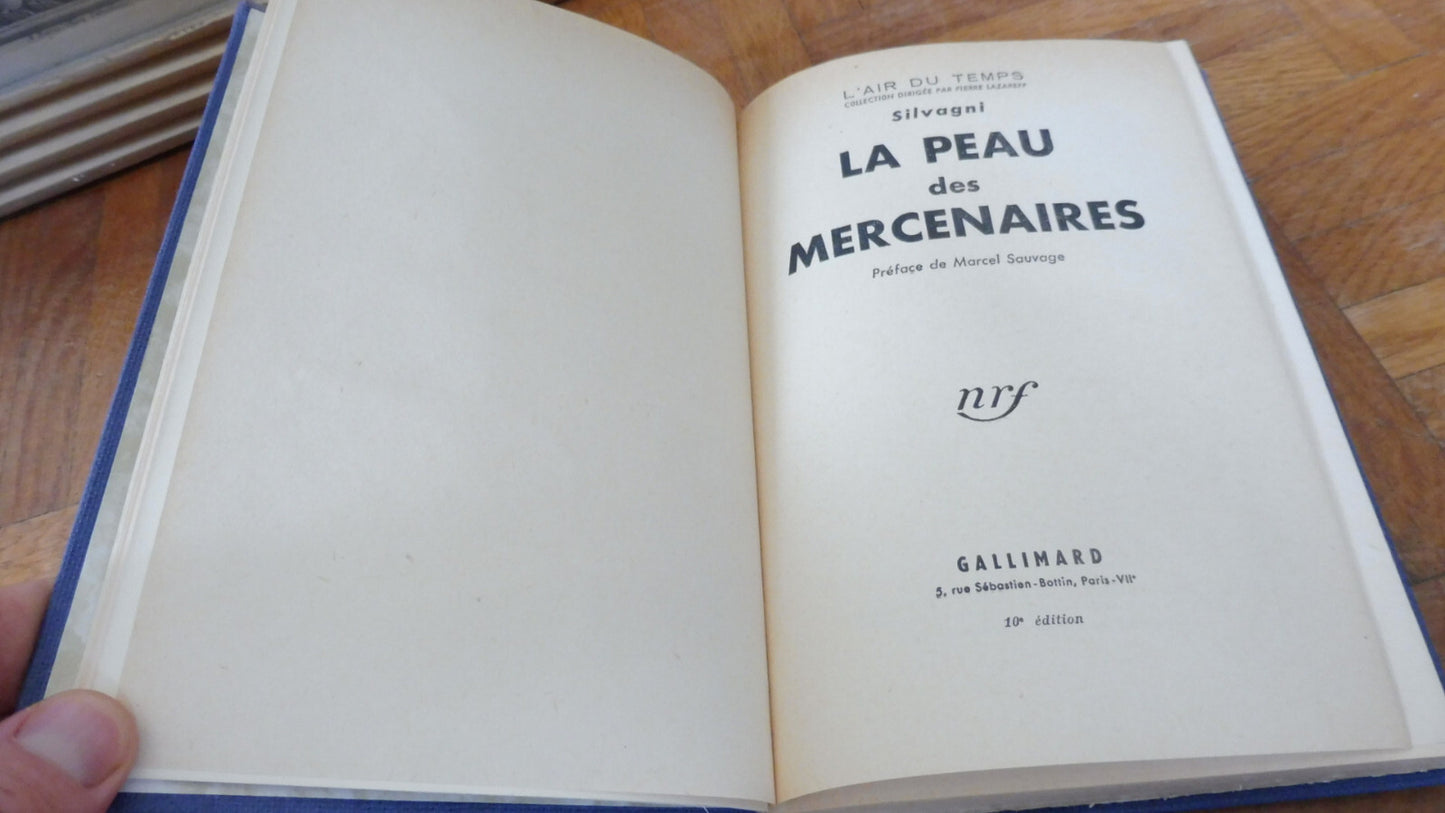 L'AIR DU TEMPS
COLLECTION DIRIGÉE PAR PIERRE LAZAREFF
Silvagni
LA PEAU
des
MERCENAIRES
Préface de Marcel Sauvage
nrf
GALLIMARD
5, rue Sébastien-Bottin, Paris-VIIe
10e édition